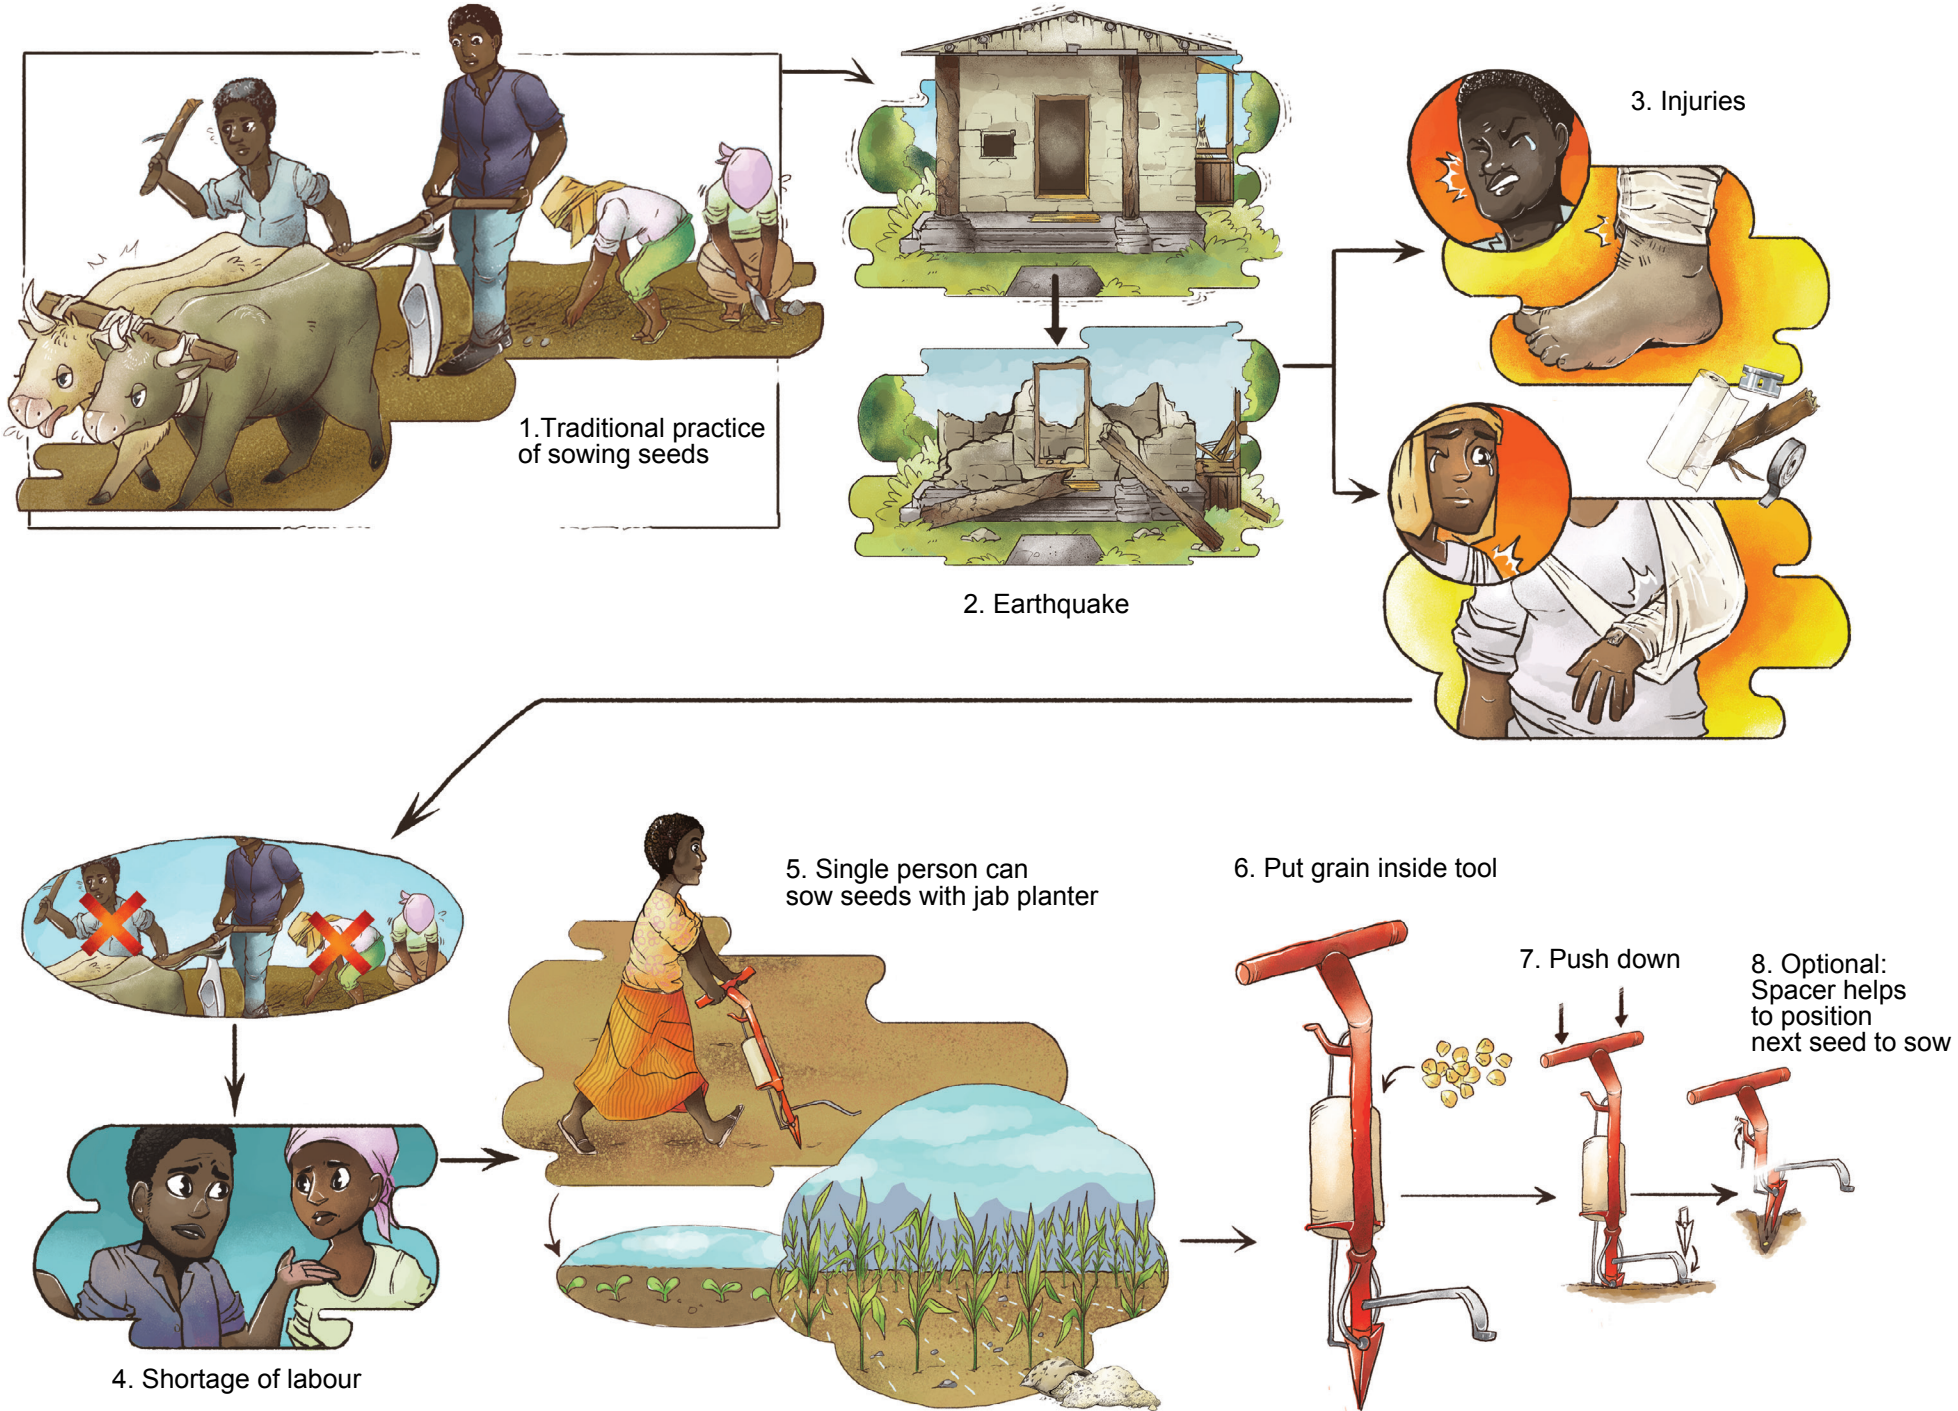 1.Traditional practice
of sowing seeds
2. Earthquake
3. Injuries
4. Shortage of labour
5. Single person can
sow seeds with jab planter
6. Put grain inside tool
7. Push down
8. Optional:
Spacer helps
to position
next seed to sow